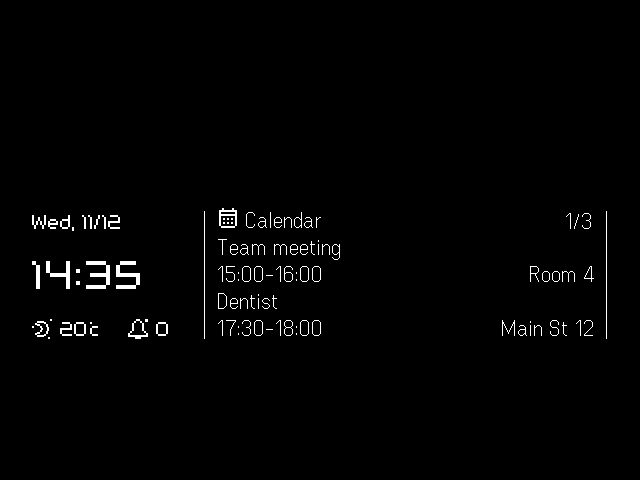 Wed, 11/12
14:35
20c 0
Calendar 1/3
Team meeting
15:00-16:00 Room 4
Dentist
17:30-18:00 Main St 12